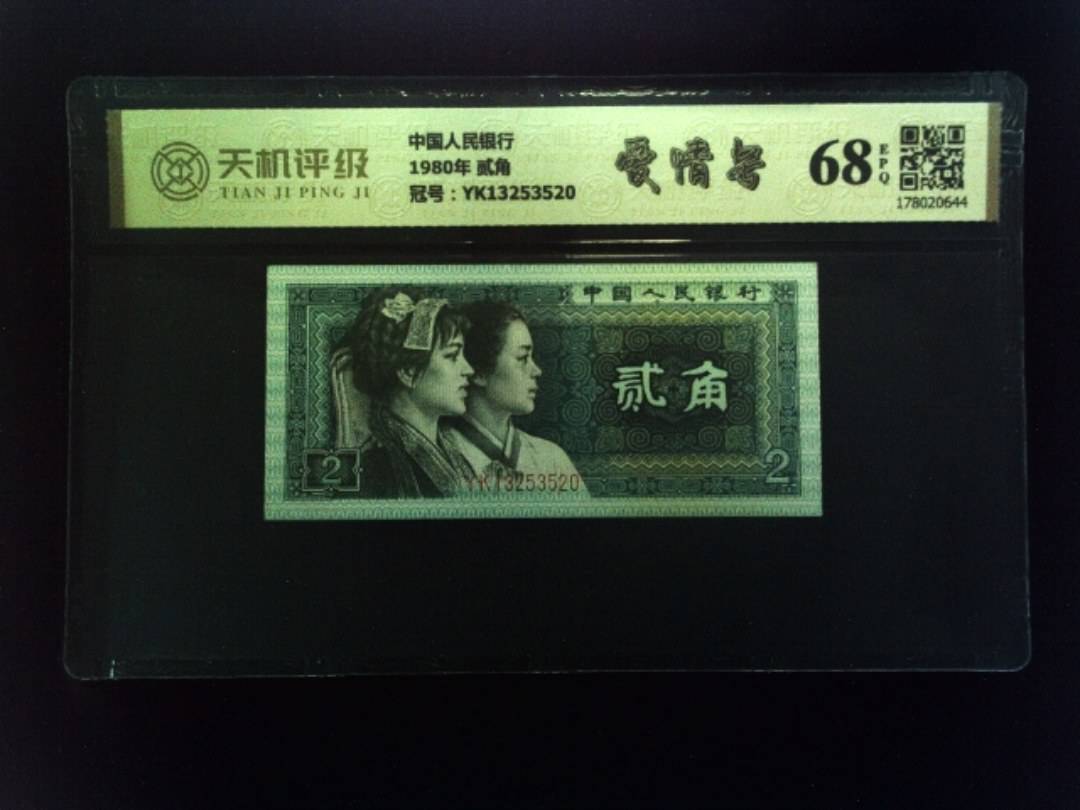 天机评级
TIAN JI PING JI
中国人民银行
1980年 贰角
冠号：YK13253520
爱情号
68
EPQ
178020644
中国人民银行
贰角
2
2
YK13253520